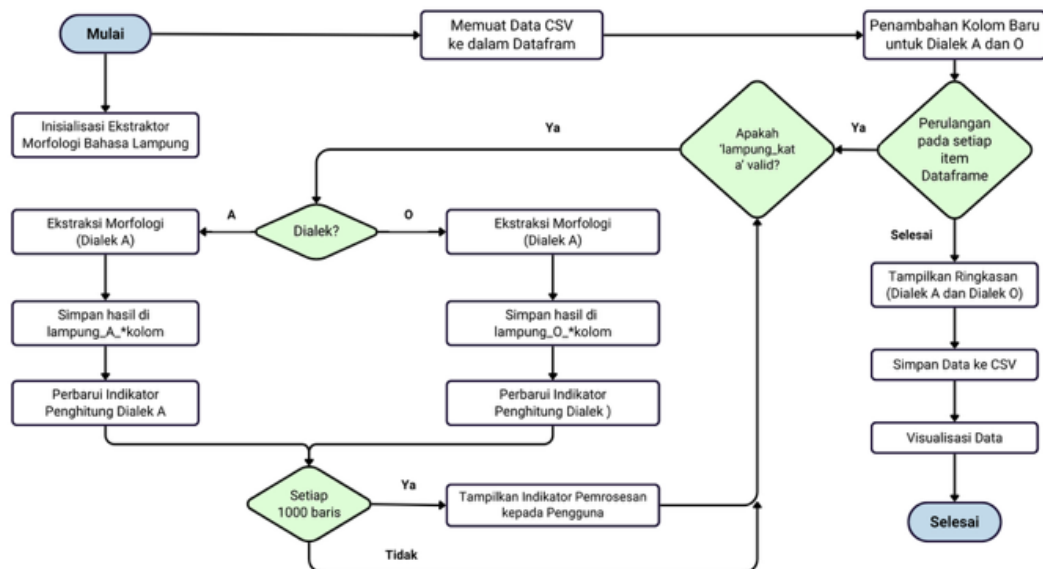 Mulai
Memuat Data CSV
ke dalam Datafram
Penambahan Kolom Baru
untuk Dialek A dan O
Inisialisasi Ekstraktor
Morfologi Bahasa Lampung
Ya
Apakah
'lampung_kat
a' valid?
Ya
Perulangan
pada setiap
item
Dataframe
Ekstraksi Morfologi
(Dialek A)
A
Dialek?
O
Ekstraksi Morfologi
(Dialek A)
Selesai
Tampilkan Ringkasan
(Dialek A dan Dialek O)
Simpan hasil di
lampung_A_*kolom
Simpan hasil di
lampung_O_*kolom
Simpan Data ke CSV
Perbarui Indikator
Penghitung Dialek A
Perbarui Indikator
Penghitung Dialek )
Visualisasi Data
Setiap
1000 baris
Ya
Tampilkan Indikator Pemrosesan
kepada Pengguna
Selesai
Tidak